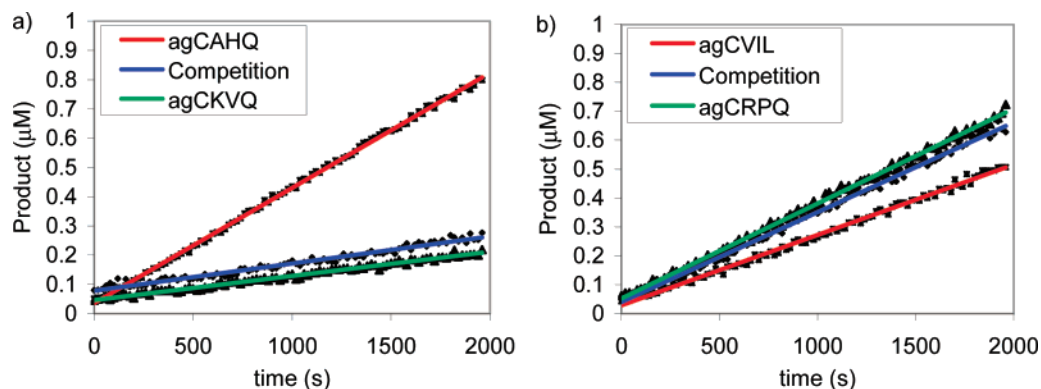 a)
agCAHQ
Competition
agCKVQ
Product (μM)
1
0.9
0.8
0.7
0.6
0.5
0.4
0.3
0.2
0.1
0
0 500 1000 1500 2000
time (s)
b)
agCVIL
Competition
agCRPQ
Product (μM)
1
0.9
0.8
0.7
0.6
0.5
0.4
0.3
0.2
0.1
0
0 500 1000 1500 2000
time (s)